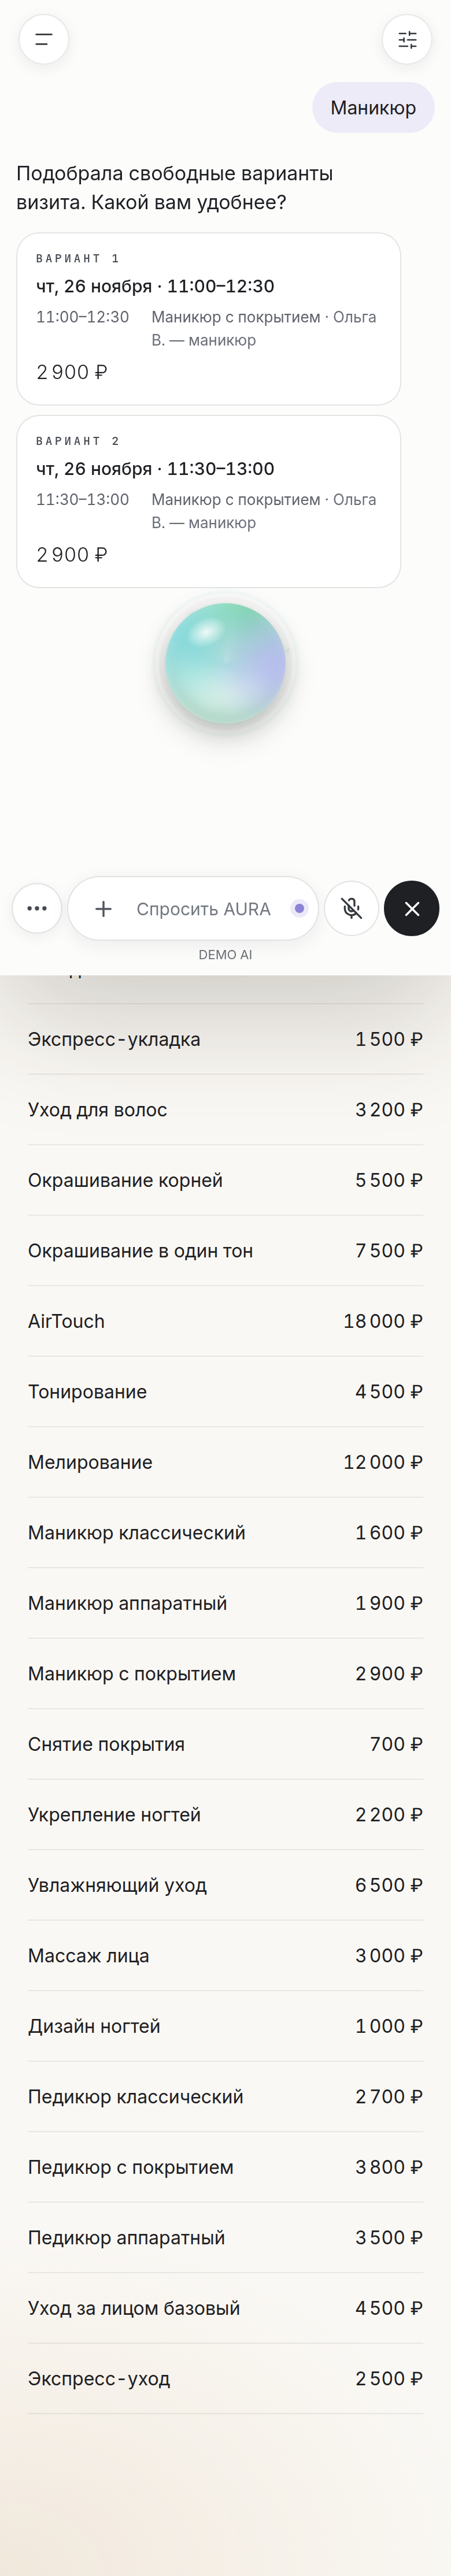 Маникюр
Подобрала свободные варианты
визита. Какой вам удобнее?
ВАРИАНТ 1
чт, 26 ноября · 11:00–12:30
11:00–12:30 Маникюр с покрытием · Ольга
В. — маникюр
2 900 ₽
ВАРИАНТ 2
чт, 26 ноября · 11:30–13:00
11:30–13:00 Маникюр с покрытием · Ольга
В. — маникюр
2 900 ₽
Спросить AURA
DEMO AI
Экспресс-укладка 1 500 ₽
Уход для волос 3 200 ₽
Окрашивание корней 5 500 ₽
Окрашивание в один тон 7 500 ₽
AirTouch 18 000 ₽
Тонирование 4 500 ₽
Мелирование 12 000 ₽
Маникюр классический 1 600 ₽
Маникюр аппаратный 1 900 ₽
Маникюр с покрытием 2 900 ₽
Снятие покрытия 700 ₽
Укрепление ногтей 2 200 ₽
Увлажняющий уход 6 500 ₽
Массаж лица 3 000 ₽
Дизайн ногтей 1 000 ₽
Педикюр классический 2 700 ₽
Педикюр с покрытием 3 800 ₽
Педикюр аппаратный 3 500 ₽
Уход за лицом базовый 4 500 ₽
Экспресс-уход 2 500 ₽